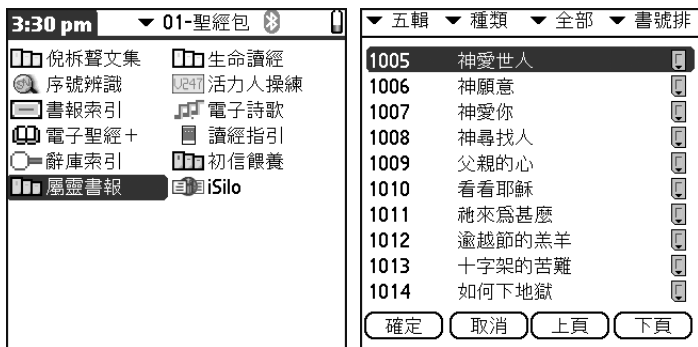 3:30 pm ▼ 01-聖經包
倪柝聲文集 生命讀經
序號辨識 V247 活力人操練
書報索引 電子詩歌
電子聖經+ 讀經指引
辭庫索引 初信餵養
屬靈書報 iSilo
▼ 五輯 ▼ 種類 ▼ 全部 ▼ 書號排
1005 神愛世人
1006 神願意
1007 神愛你
1008 神尋找人
1009 父親的心
1010 看看耶穌
1011 祂來爲甚麼
1012 逾越節的羔羊
1013 十字架的苦難
1014 如何下地獄
確定 取消 上頁 下頁